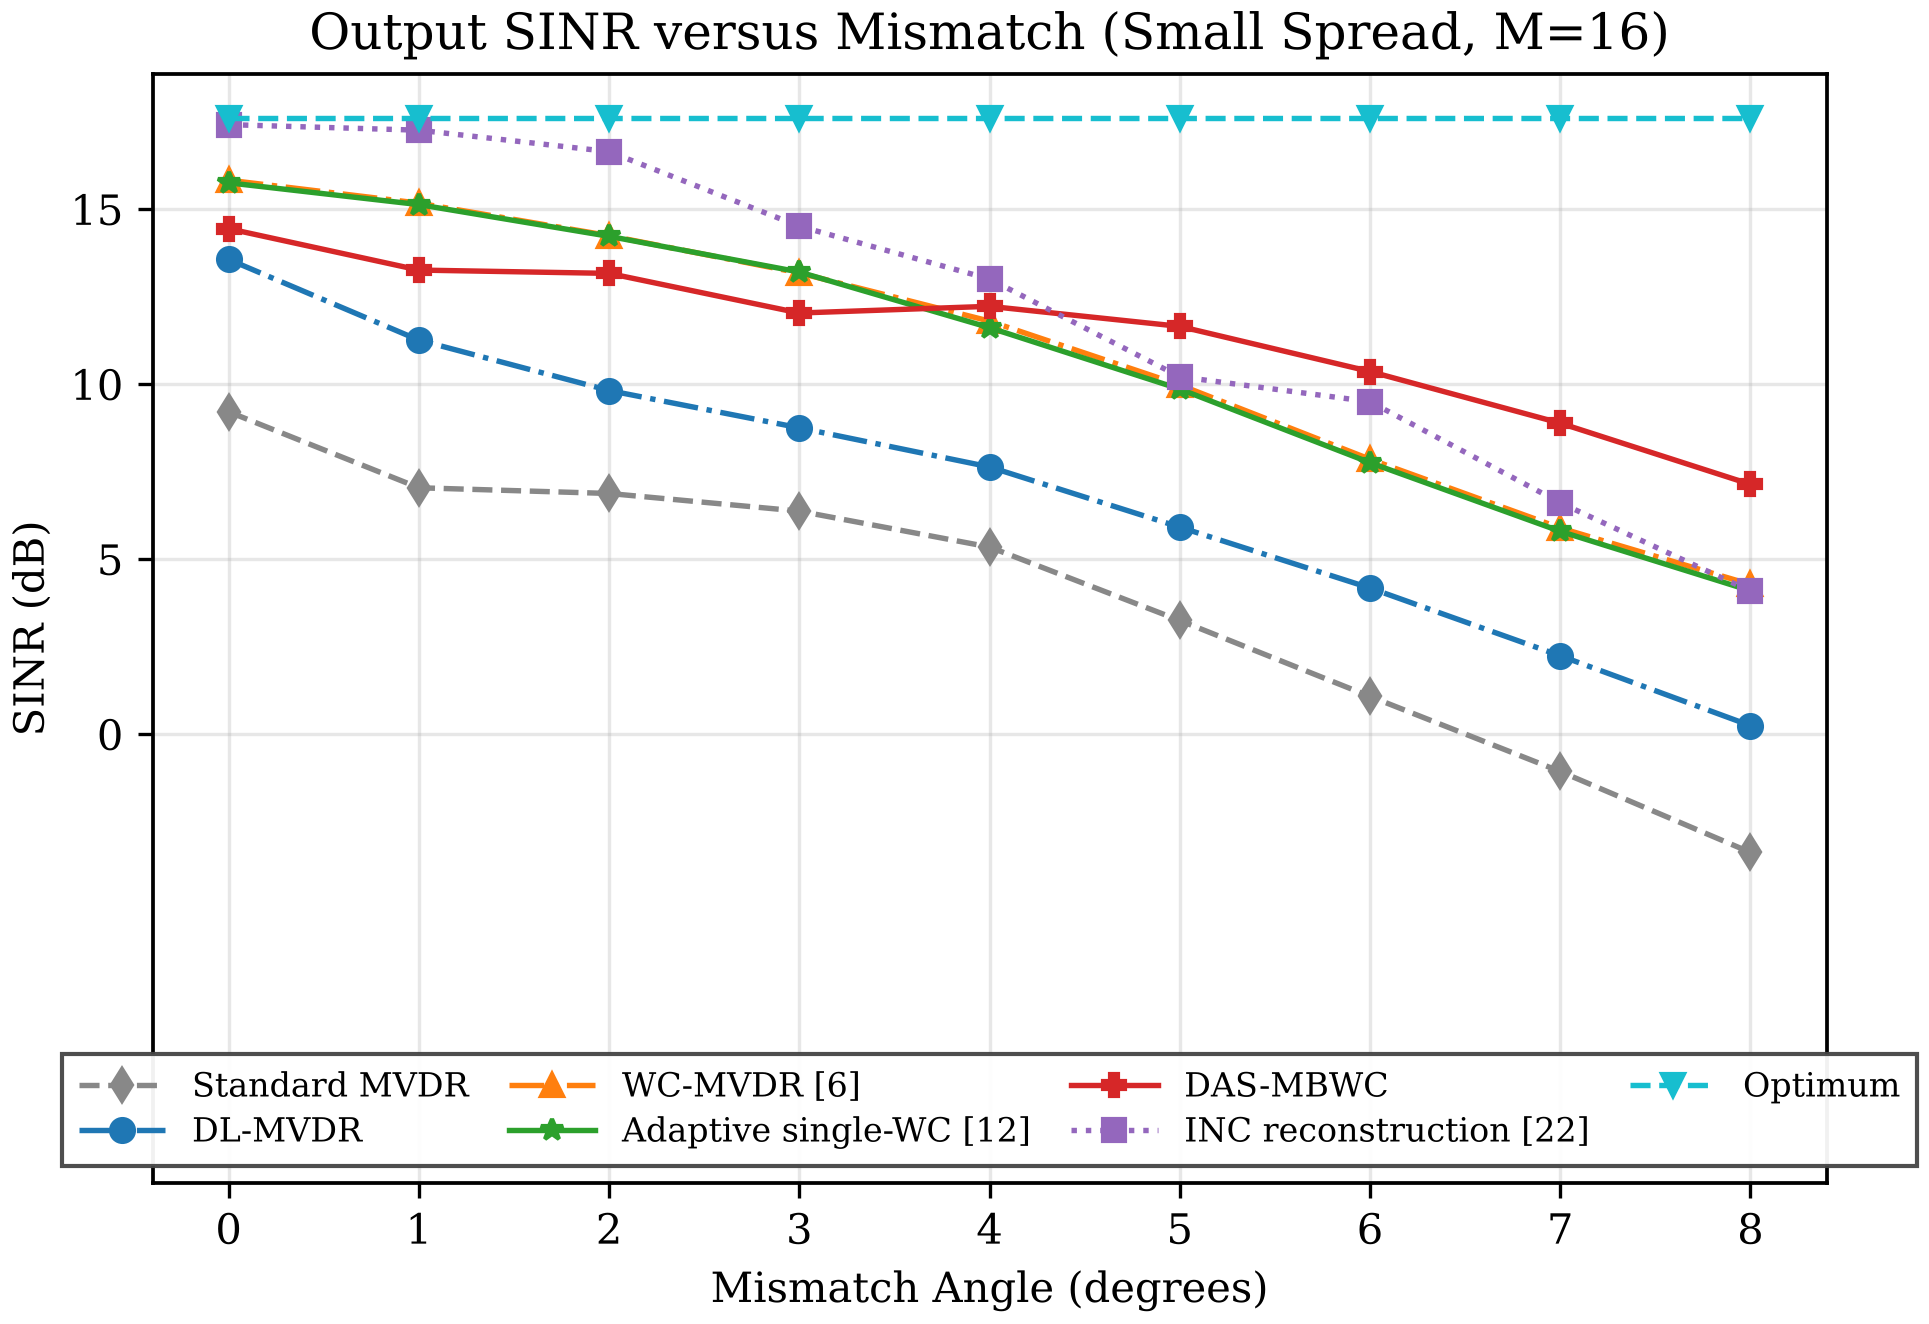 Output SINR versus Mismatch (Small Spread, M=16)
15
10
5
0
SINR (dB)
Standard MVDR
DL-MVDR
WC-MVDR [6]
Adaptive single-WC [12]
DAS-MBWC
INC reconstruction [22]
Optimum
0 1 2 3 4 5 6 7 8
Mismatch Angle (degrees)